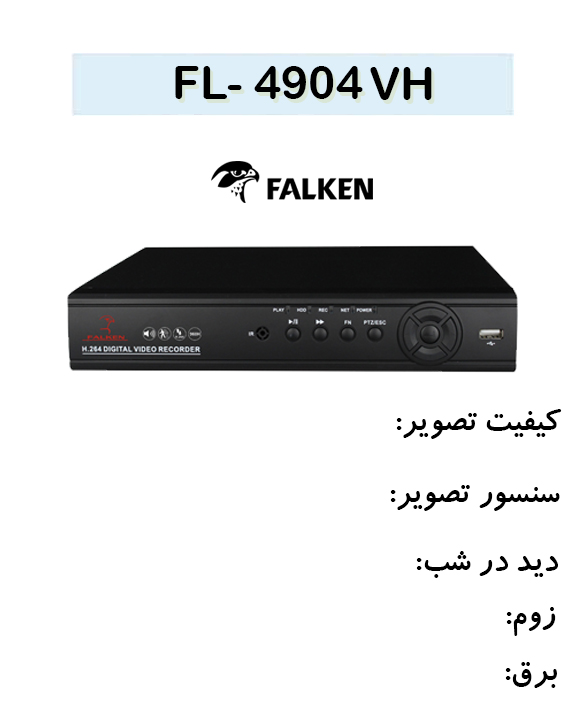 FL- 4904 VH
FALKEN
PLAY HDD REC NET POWER
IR FN PTZ/ESC
FALKEN
H.264 DIGITAL VIDEO RECORDER
کیفیت تصویر:
سنسور تصویر:
دید در شب:
زوم:
برق: